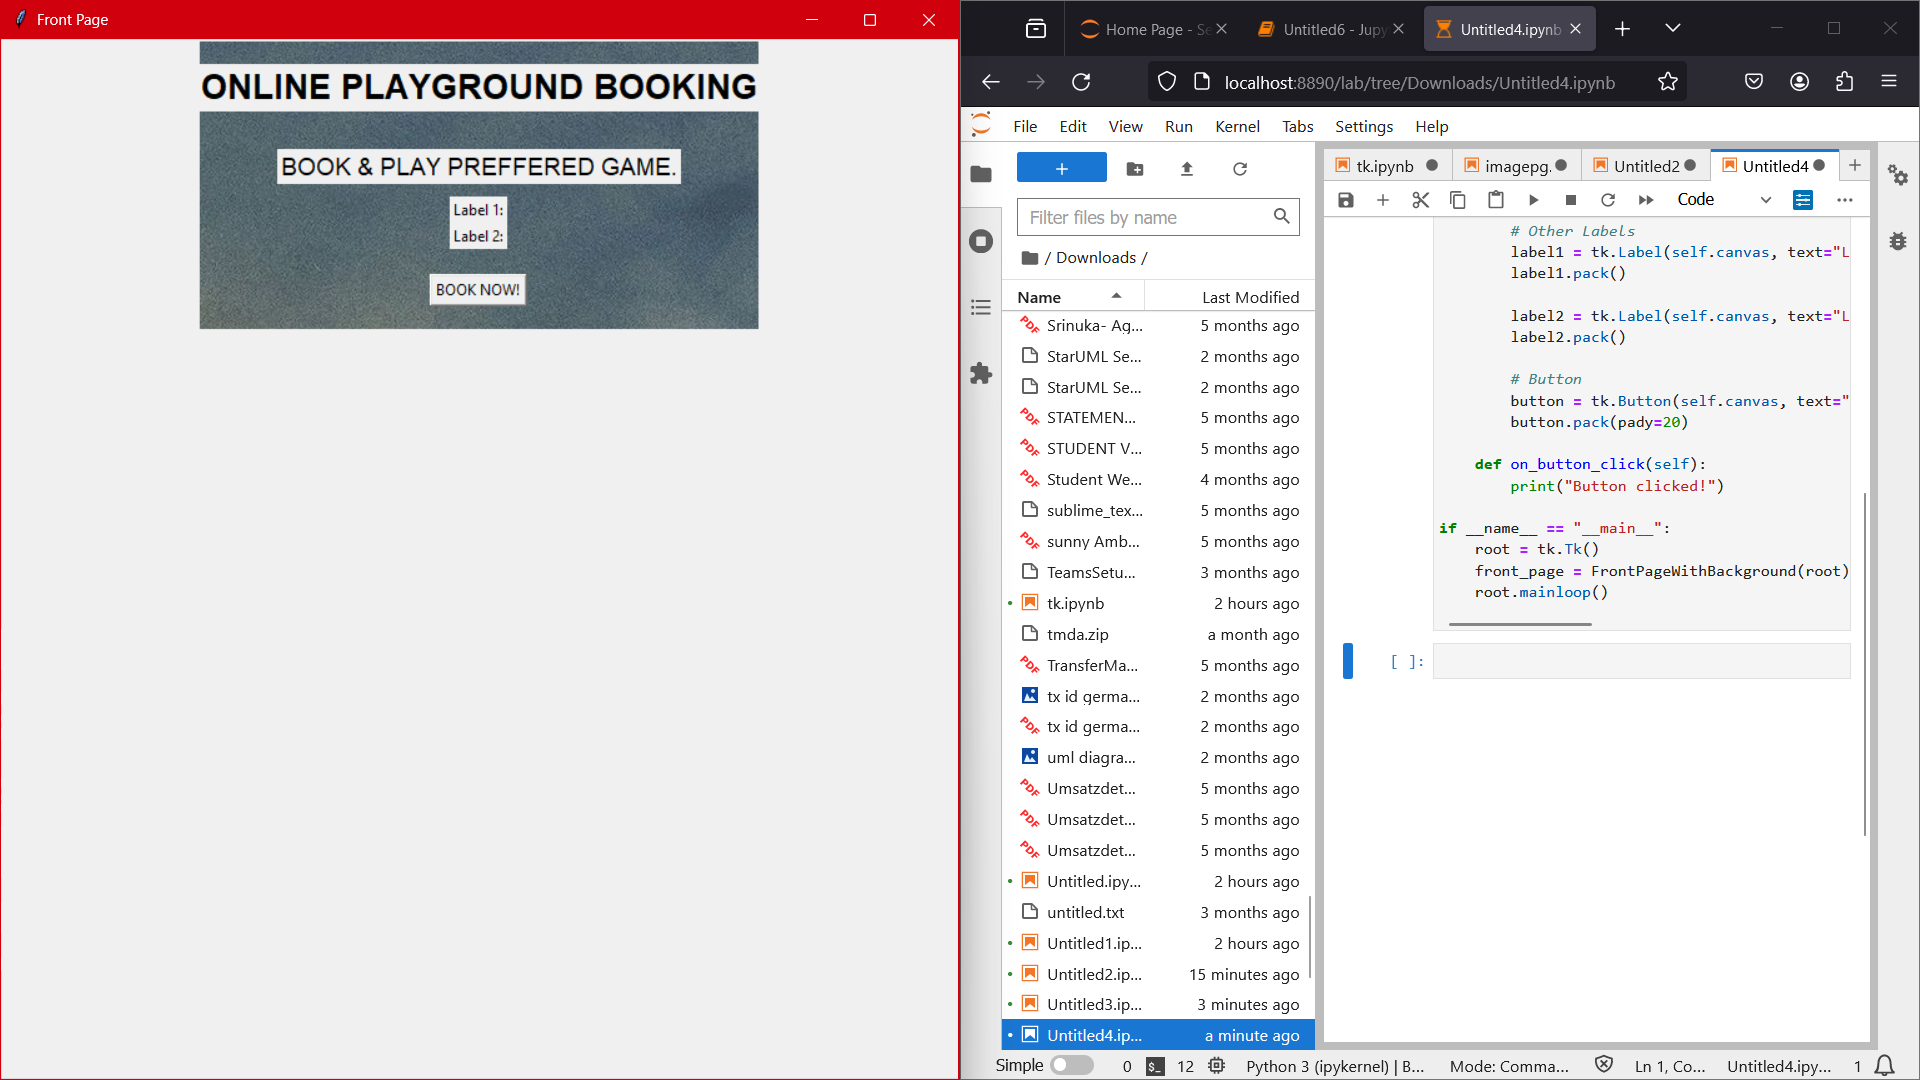 Front Page
ONLINE PLAYGROUND BOOKING
BOOK & PLAY PREFFERED GAME.
Label 1:
Label 2:
BOOK NOW!
Home Page - Se
Untitled6 - Jupy
Untitled4.ipynb
localhost:8890/lab/tree/Downloads/Untitled4.ipynb
File Edit View Run Kernel Tabs Settings Help
Filter files by name
/ Downloads /
Name Last Modified
Srinuka- Ag... 5 months ago
StarUML Se... 2 months ago
StarUML Se... 2 months ago
STATEMEN... 5 months ago
STUDENT V... 5 months ago
Student We... 4 months ago
sublime_tex... 5 months ago
sunny Amb... 5 months ago
TeamsSetu... 3 months ago
tk.ipynb 2 hours ago
tmda.zip a month ago
TransferMa... 5 months ago
tx id germa... 2 months ago
tx id germa... 2 months ago
uml diagra... 2 months ago
Umsatzdet... 5 months ago
Umsatzdet... 5 months ago
Umsatzdet... 5 months ago
Untitled.ipy... 2 hours ago
untitled.txt 3 months ago
Untitled1.ip... 2 hours ago
Untitled2.ip... 15 minutes ago
Untitled3.ip... 3 minutes ago
Untitled4.ip... a minute ago
tk.ipynb imagepg. Untitled2 Untitled4
Code
# Other Labels
label1 = tk.Label(self.canvas, text="L
label1.pack()
label2 = tk.Label(self.canvas, text="L
label2.pack()
# Button
button = tk.Button(self.canvas, text="
button.pack(pady=20)
def on_button_click(self):
print("Button clicked!")
if __name__ == "__main__":
root = tk.Tk()
front_page = FrontPageWithBackground(root)
root.mainloop()
[ ]:
Simple 0 $_ 12 Python 3 (ipykernel) | B... Mode: Comma... Ln 1, Co... Untitled4.ipy... 1